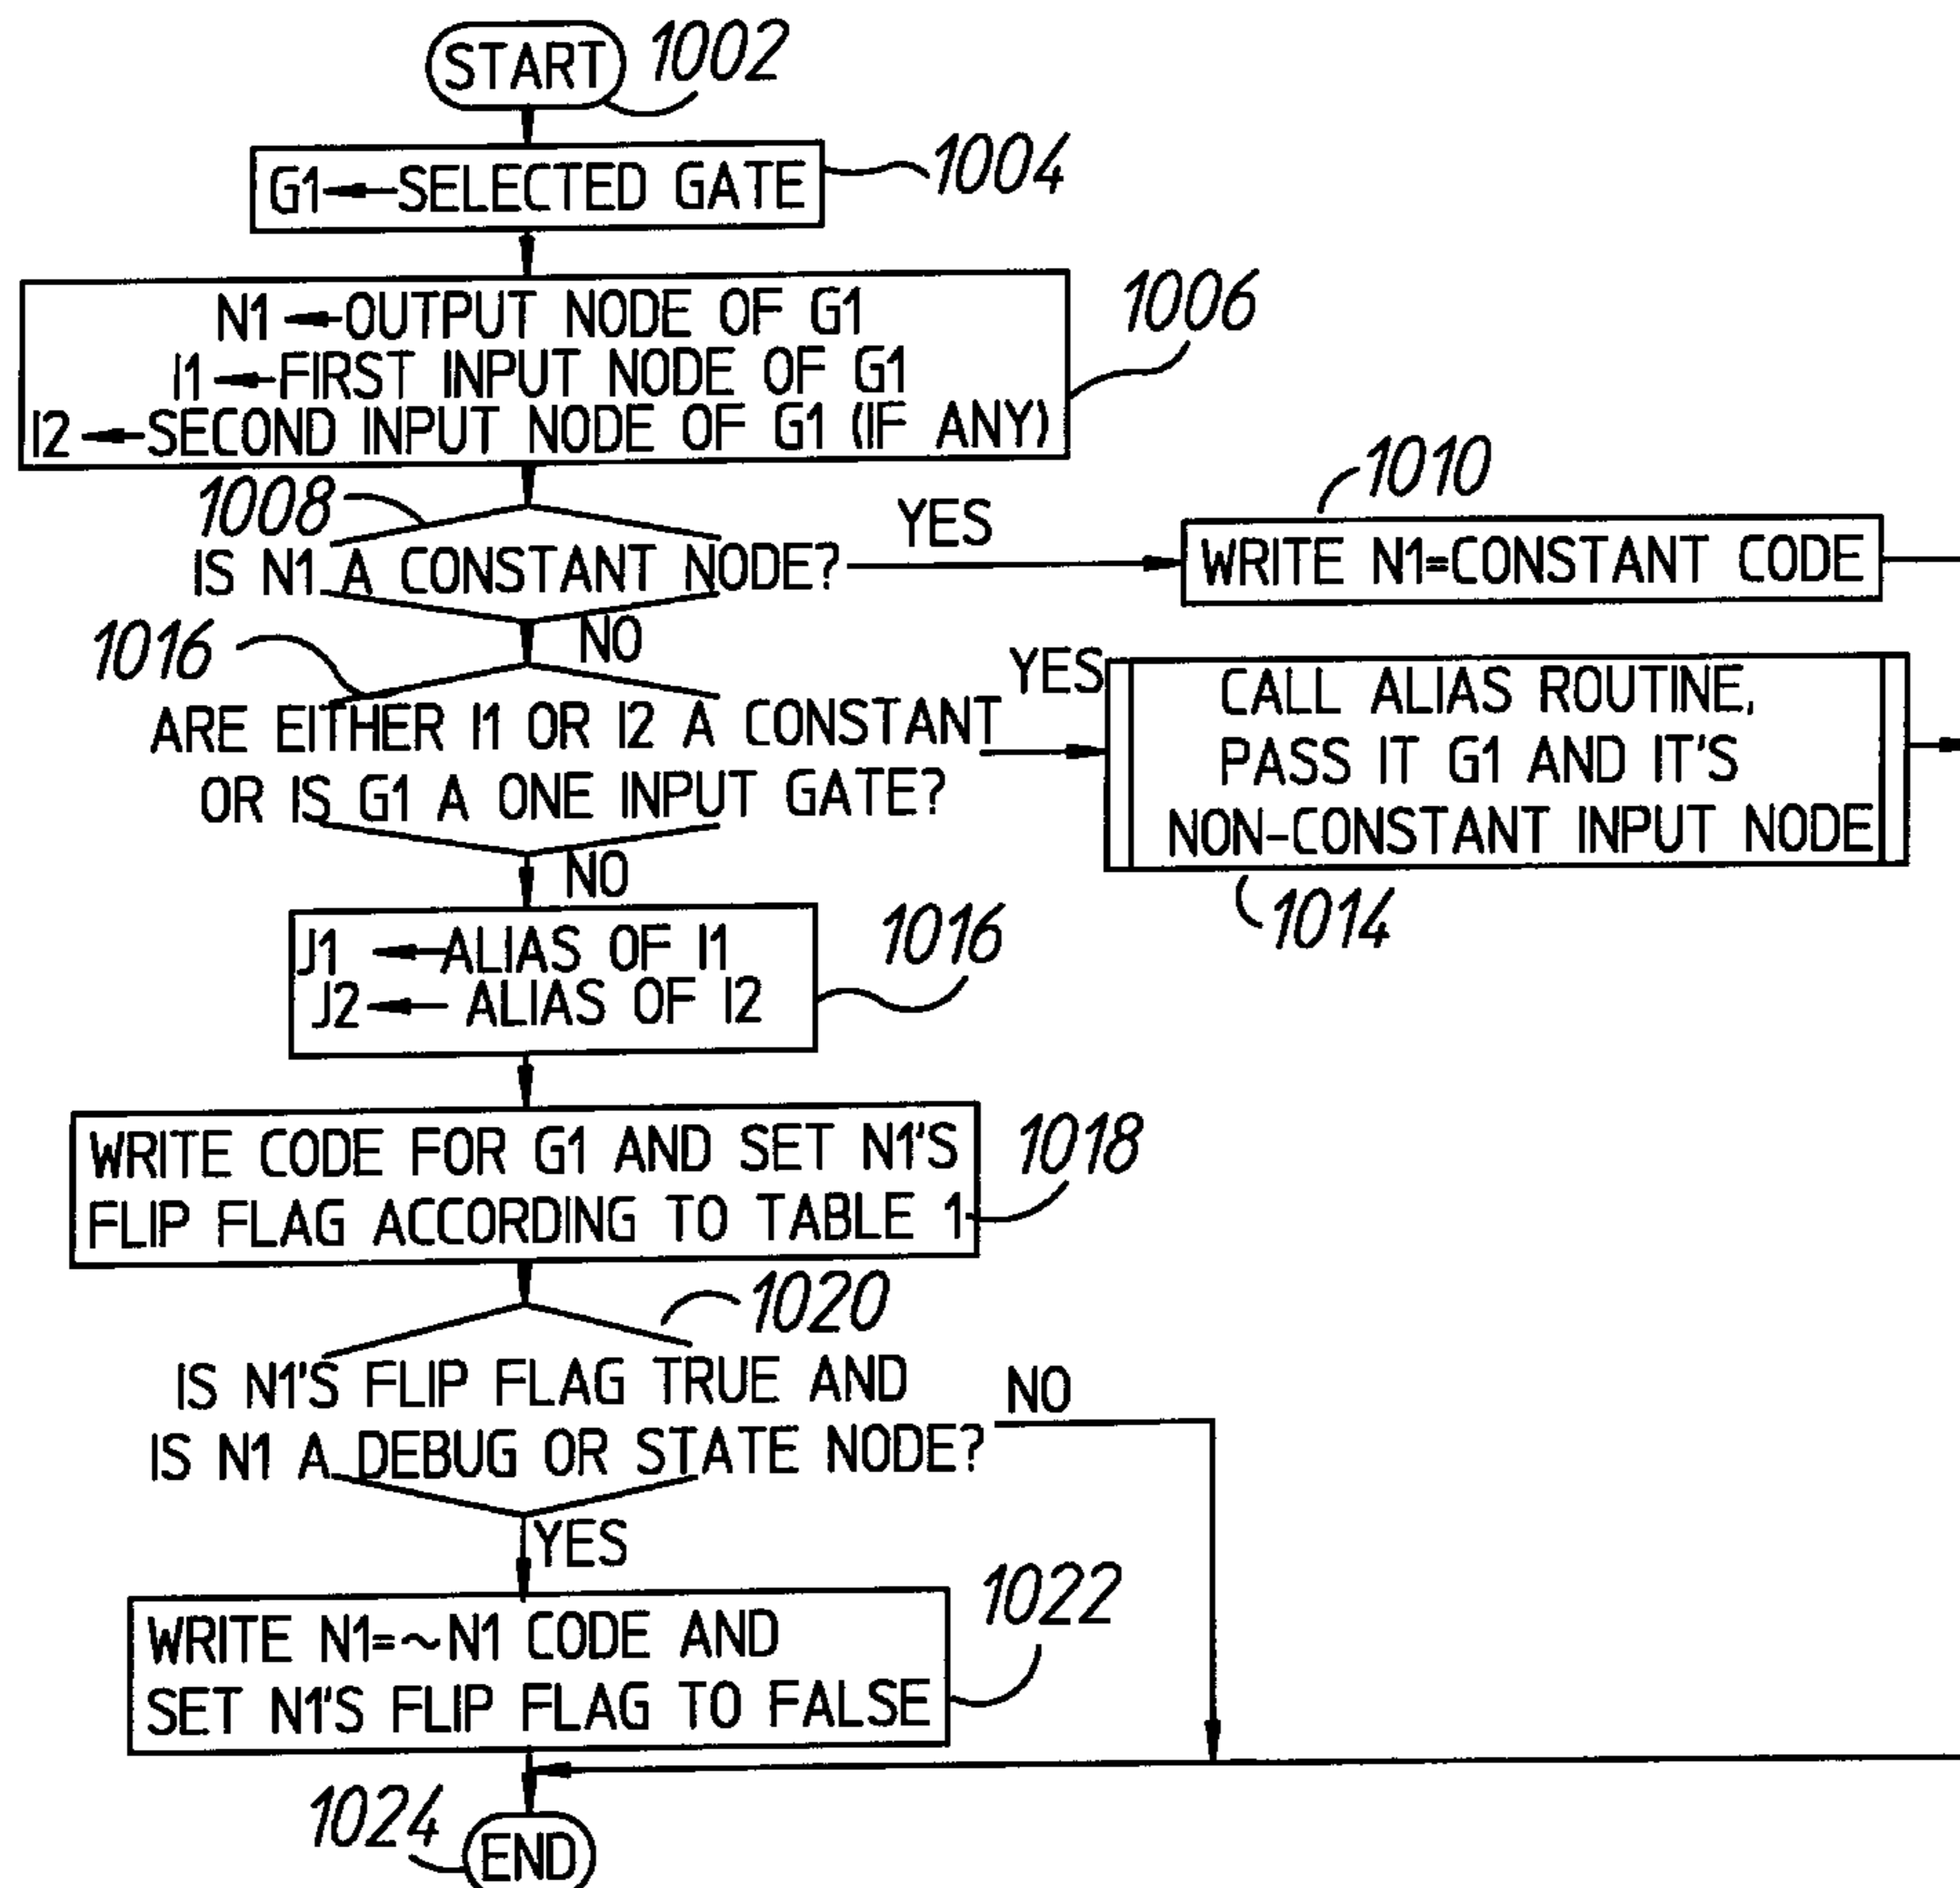 START 1002
G1←SELECTED GATE 1004
N1←OUTPUT NODE OF G1 1006
I1←FIRST INPUT NODE OF G1
I2←SECOND INPUT NODE OF G1 (IF ANY)
1008
IS N1 A CONSTANT NODE? YES
1010
WRITE N1=CONSTANT CODE
NO
1016
ARE EITHER I1 OR I2 A CONSTANT YES
OR IS G1 A ONE INPUT GATE?
CALL ALIAS ROUTINE,
PASS IT G1 AND IT'S
NON-CONSTANT INPUT NODE
1014
NO
J1 ←ALIAS OF I1 1016
J2← ALIAS OF I2
WRITE CODE FOR G1 AND SET N1'S 1018
FLIP FLAG ACCORDING TO TABLE 1
1020
IS N1'S FLIP FLAG TRUE AND NO
IS N1 A DEBUG OR STATE NODE?
YES
WRITE N1=~N1 CODE AND 1022
SET N1'S FLIP FLAG TO FALSE
1024
END